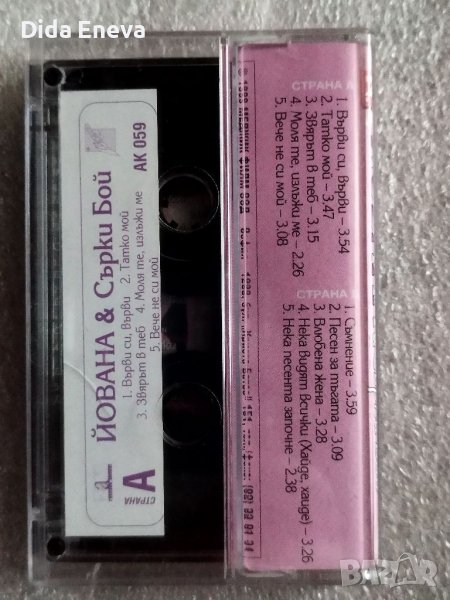 Dida Eneva
ЙОВАНА & Сърки Бой
АК 059
1. Върви си, върви 2. Татко мой
3. Звярът в теб 4. Моля те, излъжи ме
5. Вече не си мой
СТРАНА
А
СТРАНА А
1. Върви си, върви – 3.54
2. Татко мой – 3.47
3. Звярът в теб – 3.15
4. Моля те, излъжи ме – 2.26
5. Вече не си мой – 3.08
СТРАНА
1. Съмнение – 3.59
2. Песен за тъгата – 3.09
3. Влюбена жена – 3.28
4. Нека видят всички (Хайде, хайде) – 3.26
5. Нека песента започне – 2.38
BAZAR